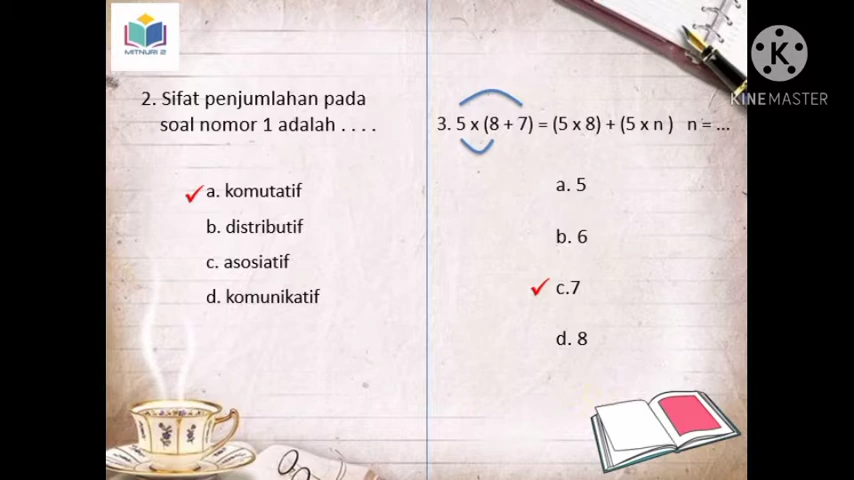 MITNURI 2
2. Sifat penjumlahan pada
soal nomor 1 adalah . . . .
a. komutatif
b. distributif
c. asosiatif
d. komunikatif
K
KINEMASTER
3. 5 x (8 + 7) = (5 x 8) + (5 x n ) n = ...
a. 5
b. 6
c.7
d. 8